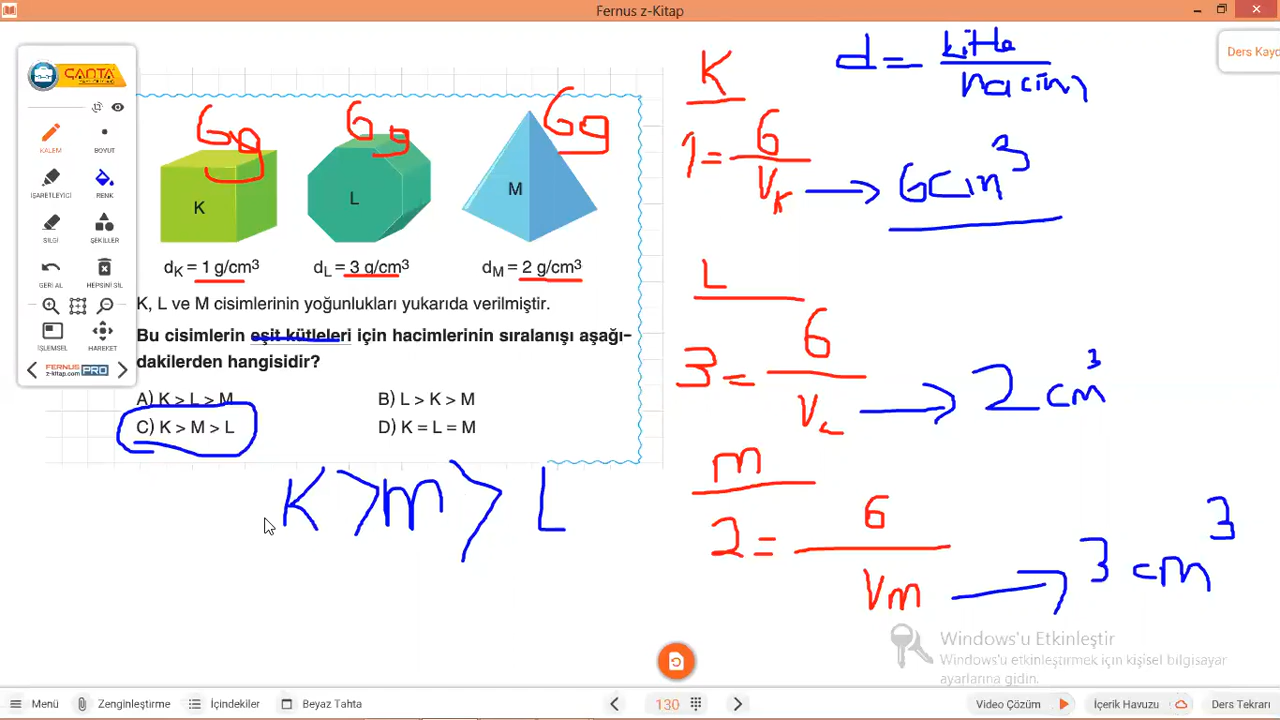 Fernus z-Kitap
Ders Kayd
ÇANTA
KALEM
BOYUT
İŞARETLEYİCİ
RENK
SİLGİ
ŞEKİLLER
GERİ AL
HEPSİNİ SİL
İŞLEMSEL
HAREKET
FERNUS PRO
z-kitap.com
6g 6g 6g
K L M
dK = 1 g/cm³ dL = 3 g/cm³ dM = 2 g/cm³
K, L ve M cisimlerinin yoğunlukları yukarıda verilmiştir.
Bu cisimlerin eşit kütleleri için hacimlerinin sıralanışı aşağı-
dakilerden hangisidir?
A) K > L > M B) L > K > M
C) K > M > L D) K = L = M
K > m > L
d = kütle / hacim
K
1 = 6 / VK → 6 cm³
L
3 = 6 / VL → 2 cm³
m
2 = 6 / Vm → 3 cm³
Windows'u Etkinleştir
Windows'u etkinleştirmek için kişisel bilgisayar
ayarlarına gidin.
Menü Zenginleştirme İçindekiler Beyaz Tahta 130 Video Çözüm İçerik Havuzu Ders Tekrarı